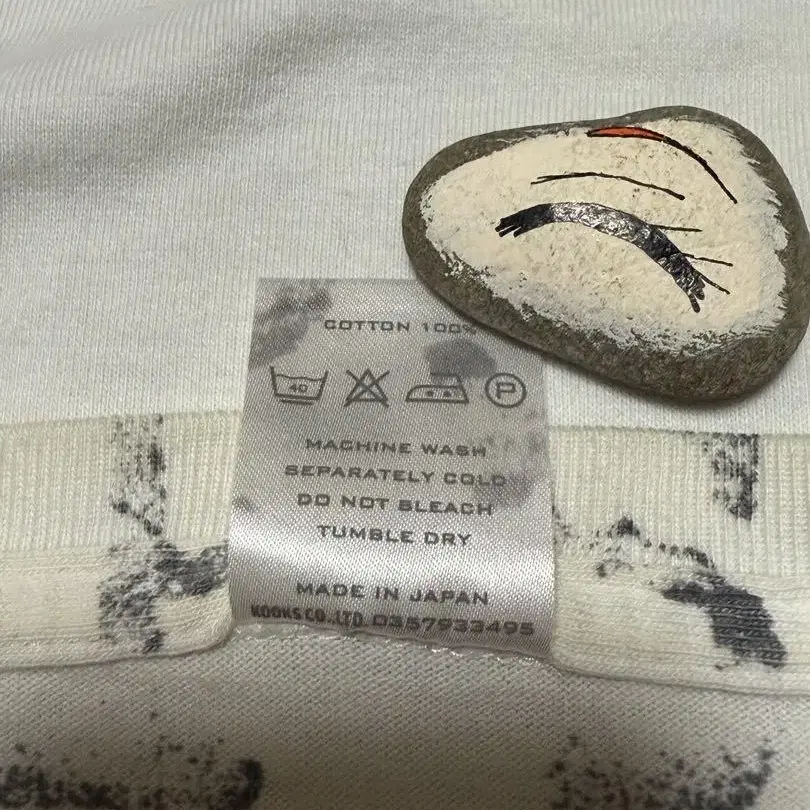 COTTON 100%
40 P
MACHINE WASH
SEPARATELY COLD
DO NOT BLEACH
TUMBLE DRY
MADE IN JAPAN
KOOKS CO.,LTD. 0357933495